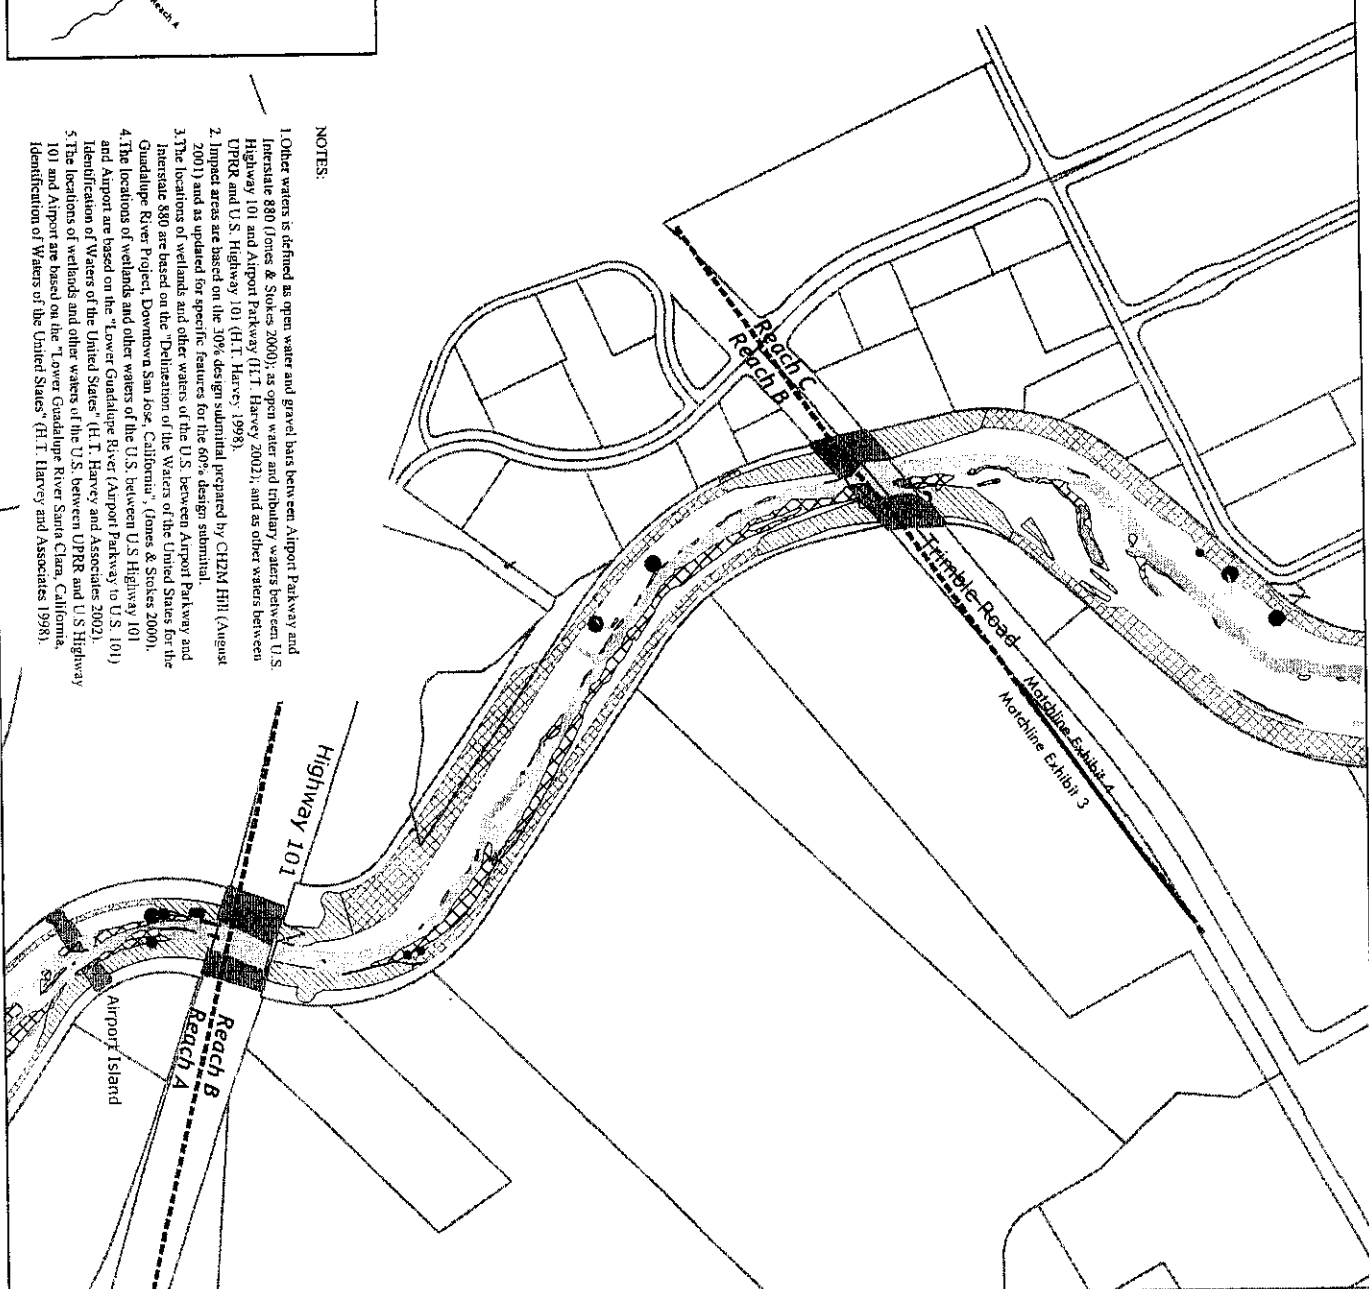 Reach A
NOTES:
1.Other waters is defined as open water and gravel bars between Airport Parkway and
Interstate 880 (Jones & Stokes 2000); as open water and tributary waters between U.S.
Highway 101 and Airport Parkway (H.T. Harvey 2002); and as other waters between
UPRR and U.S. Highway 101 (H.T. Harvey 1998).
2. Impact areas are based on the 30% design submittal prepared by CH2M Hill (August
2001) and as updated for specific features for the 60% design submittal.
3.The locations of wetlands and other waters of the U.S. between Airport Parkway and
Interstate 880 are based on the "Delineation of the Waters of the United States for the
Guadalupe River Project, Downtown San Jose, California", (Jones & Stokes 2000).
4.The locations of wetlands and other waters of the U.S. between U.S Highway 101
and Airport are based on the "Lower Guadalupe River (Airport Parkway to U.S. 101)
Identification of Waters of the United States" (H.T. Harvey and Associates 2002).
5.The locations of wetlands and other waters of the U.S. between UPRR and U.S Highway
101 and Airport are based on the "Lower Guadalupe River Santa Clara, California,
Identification of Waters of the United States" (H.T. Harvey and Associates 1998).
Reach C
Reach B
Trimble Road
Matchline Exhibit 4
Matchline Exhibit 3
Highway 101
Reach B
Reach A
Airport Island